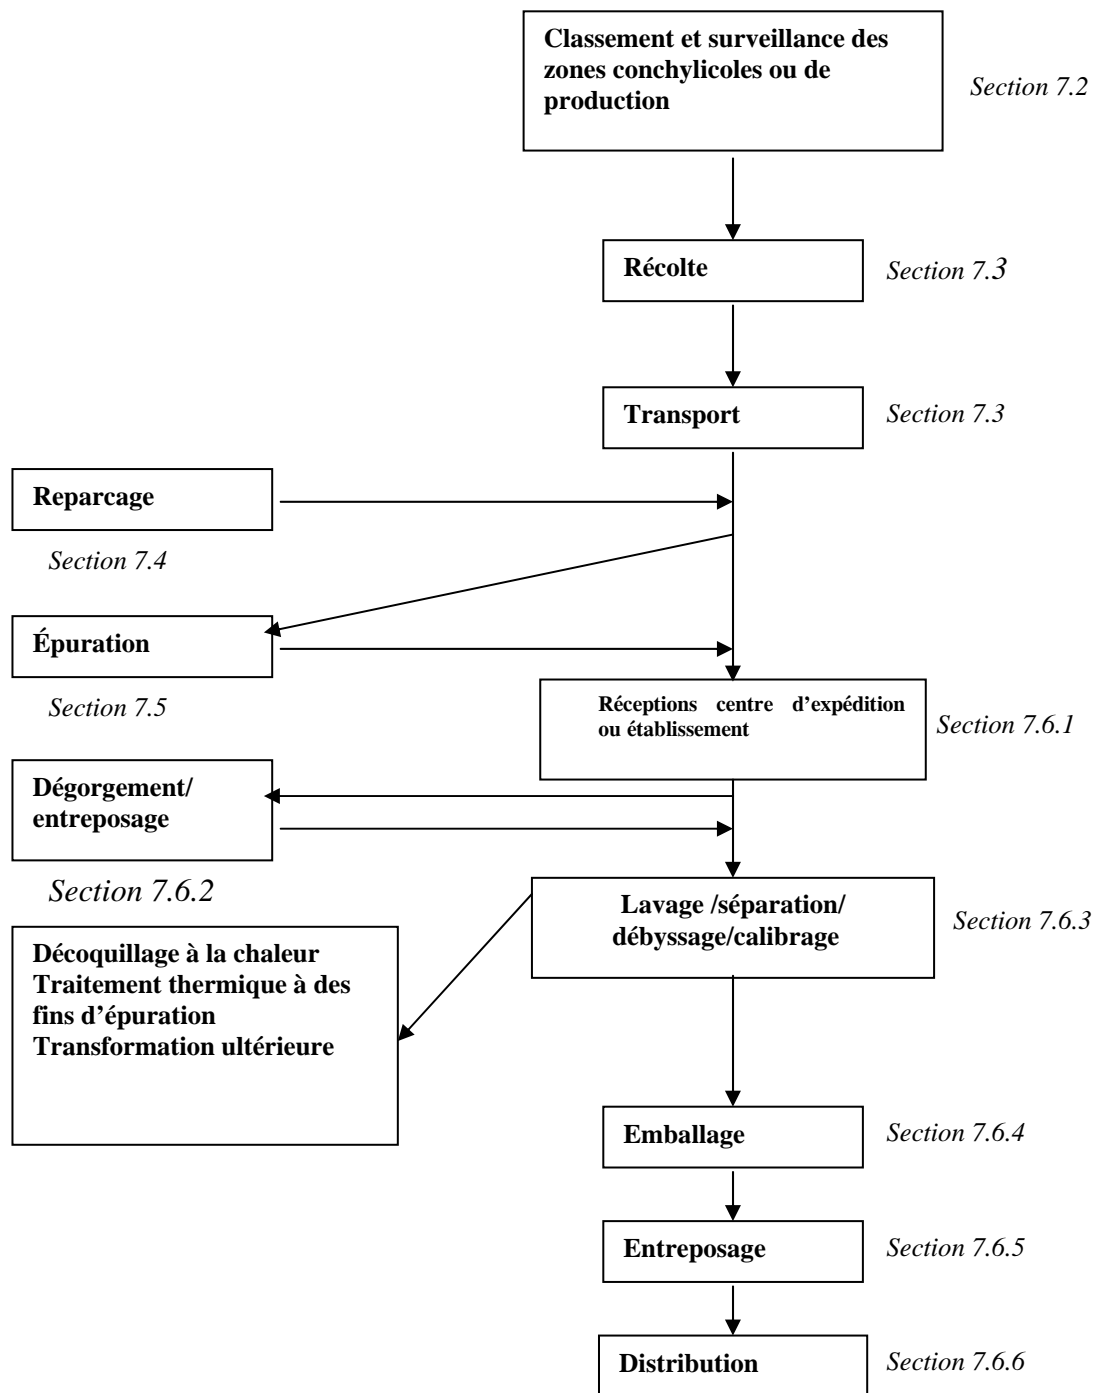 Classement et surveillance des
zones conchylicoles ou de
production
Section 7.2
Récolte
Section 7.3
Transport
Section 7.3
Reparcage
Section 7.4
Épuration
Section 7.5
Réceptions centre d’expédition
ou établissement
Section 7.6.1
Dégorgement/
entreposage
Section 7.6.2
Lavage /séparation/
débyssage/calibrage
Section 7.6.3
Décoquillage à la chaleur
Traitement thermique à des
fins d’épuration
Transformation ultérieure
Emballage
Section 7.6.4
Entreposage
Section 7.6.5
Distribution
Section 7.6.6